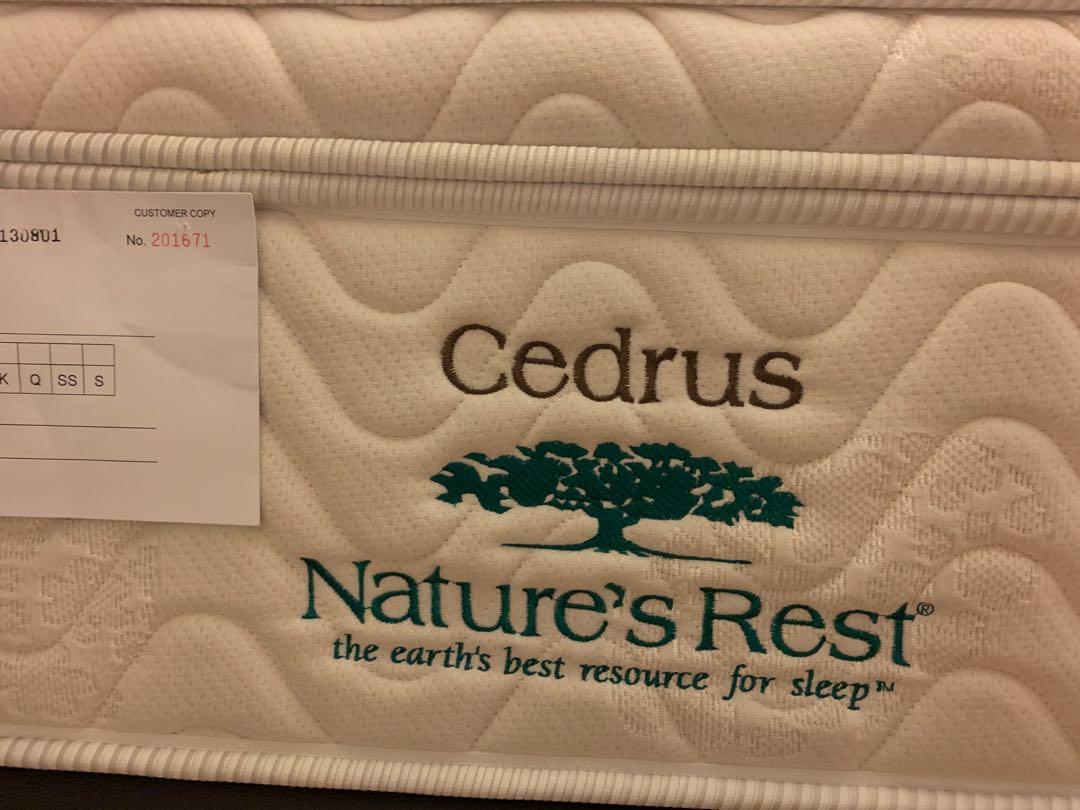 CUSTOMER COPY
130801
No. 201671
K Q SS S
Cedrus
Nature's Rest®
the earth's best resource for sleep™